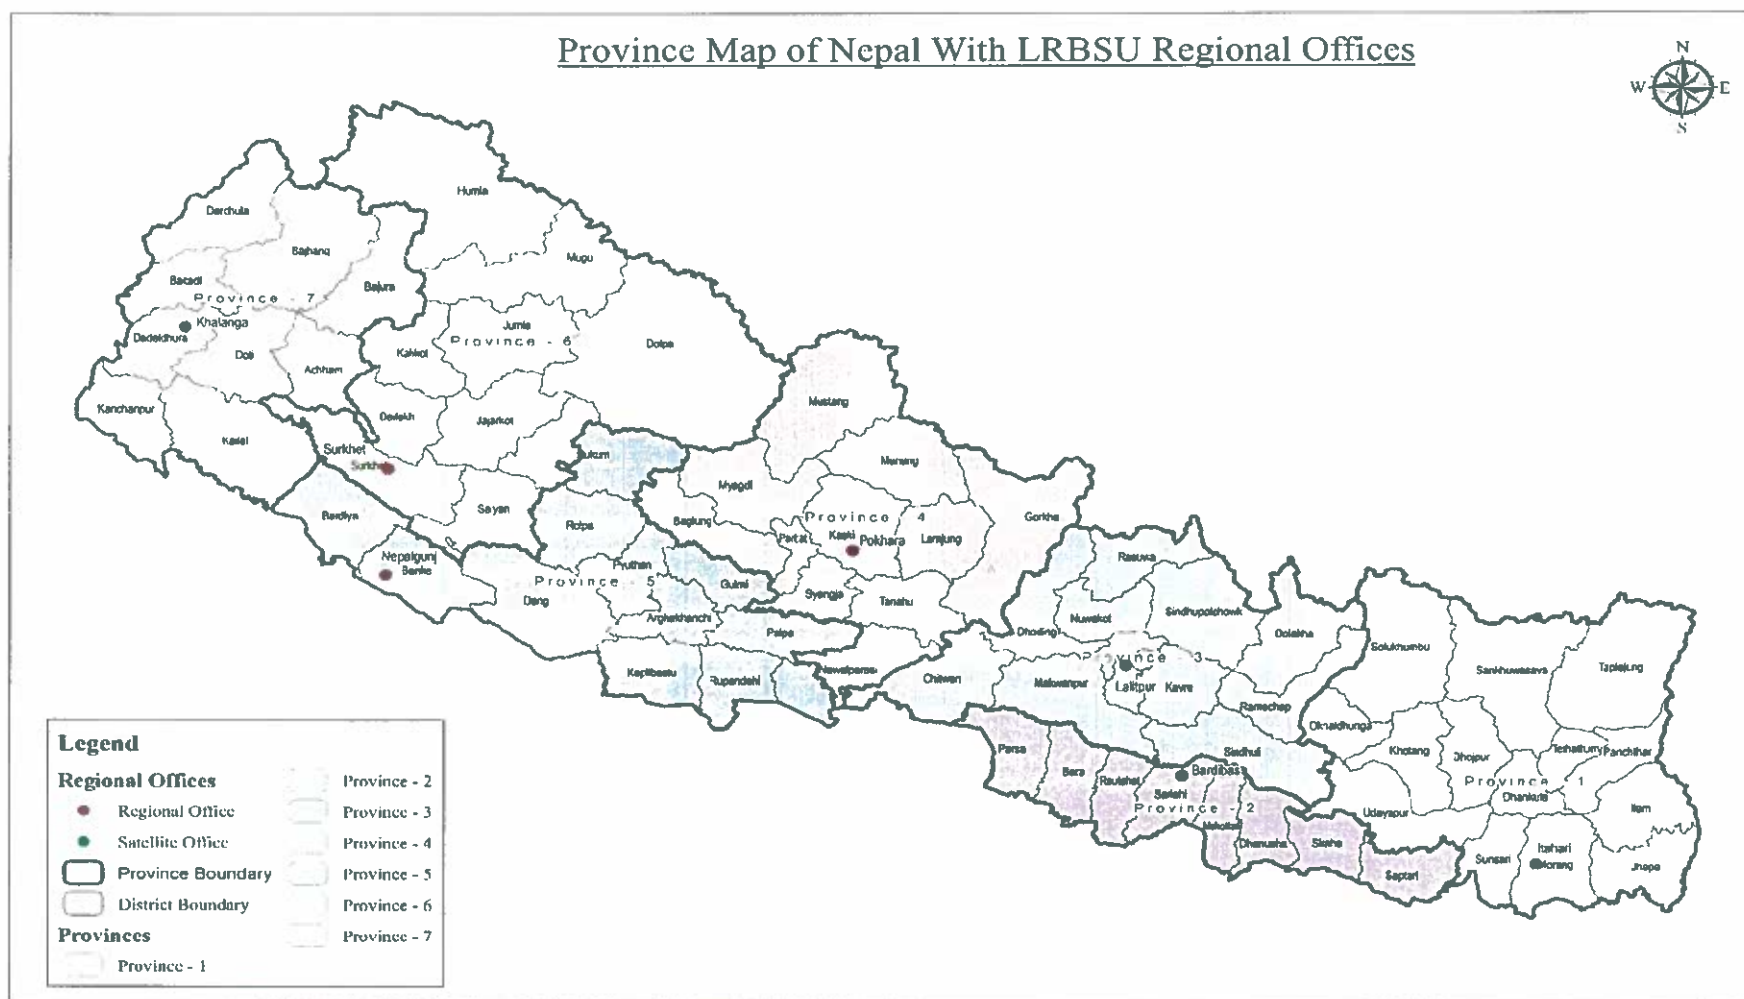 Province Map of Nepal With LRBSU Regional Offices
N
W
E
S
Humla
Darchula
Bajhang
Mugu
Baitadi
Bajura
Province - 7
Khalanga
Jumla
Dadeldhura
Province - 6
Dolpa
Doti
Kalikot
Achham
Mustang
Kanchanpur
Dailekh
Jajarkot
Kailali
Surkhet
Surkhet
Manang
Myagdi
Salyan
Bardiya
Rolpa
Baglung
Province 4
Gorkha
Parbat
Kaski
Pokhara
Lamjung
Nepalgunj
Banke
Pyuthan
Rasuwa
Province - 5
Gulmi
Dang
Syangja
Tanahu
Nuwakot
Sindhupalchowk
Arghakhanchi
Palpa
Dhading
Dolakha
Province 3
Solukhumbu
Sankhuwasava
Taplejung
Kapilbastu
Rupandehi
Nawalparasi
Chitwan
Makwanpur
Lalitpur
Kavre
Ramechap
Okhaldhunga
Parsa
Sindhuli
Khotang
Bhojpur
Terhathum
Panchthar
Bara
Rautahat
Bardibas
Sarlahi
Province 1
Dhankuta
Province 2
Udayapur
Ilam
Mahottari
Dhanusha
Siraha
Saptari
Sunsari
Itahari
Morang
Jhapa
Legend
Regional Offices
Regional Office
Satellite Office
Province Boundary
District Boundary
Provinces
Province - 1
Province - 2
Province - 3
Province - 4
Province - 5
Province - 6
Province - 7